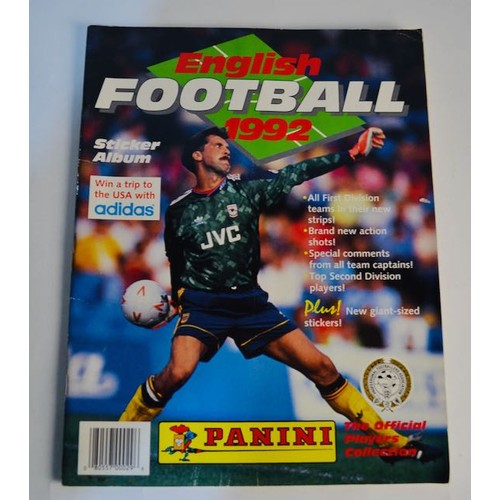 English
FOOTBALL
1992
Sticker
Album
Win a trip to
the USA with
adidas
JVC
•All First Division
teams in their new
strips!
•Brand new action
shots!
•Special comments
from all team captains!
•Top Second Division
players!
Plus! New giant-sized
stickers!
PANINI
The Official
Players
Collection